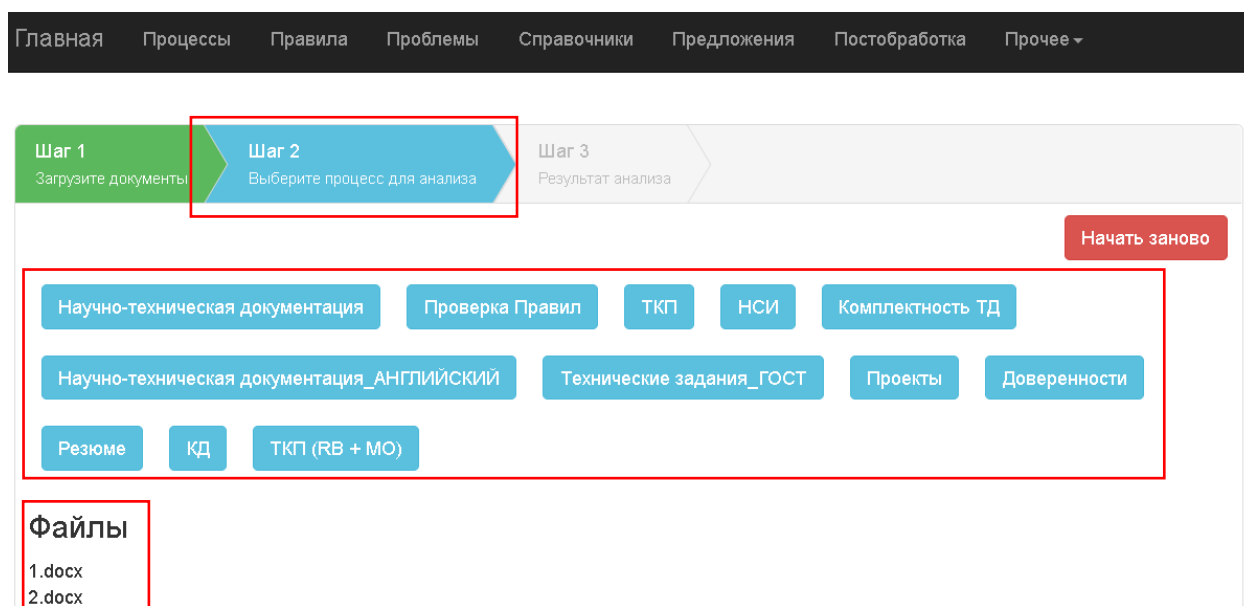 Главная Процессы Правила Проблемы Справочники Предложения Постобработка Прочее
Шаг 1 Шаг 2 Шаг 3
Загрузите документы Выберите процесс для анализа Результат анализа
Начать заново
Научно-техническая документация Проверка Правил ТКП НСИ Комплектность ТД
Научно-техническая документация_АНГЛИЙСКИЙ Технические задания_ГОСТ Проекты Доверенности
Резюме КД ТКП (RB + MO)
Файлы
1.docx
2.docx